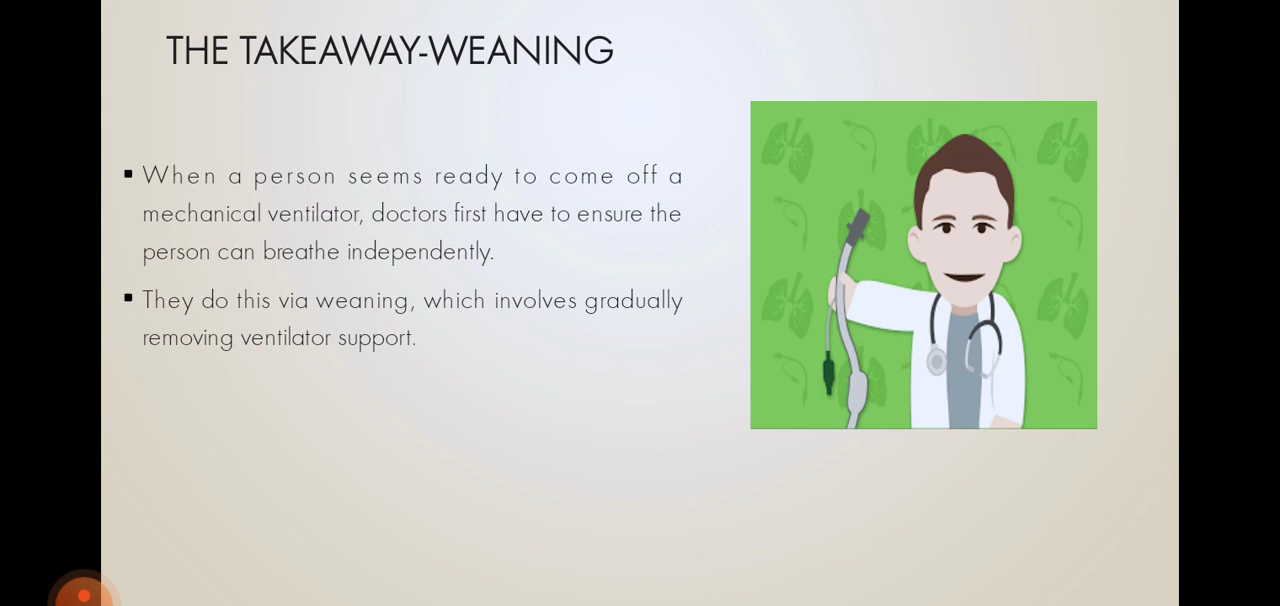 THE TAKEAWAY-WEANING
When a person seems ready to come off a
mechanical ventilator, doctors first have to ensure the
person can breathe independently.
They do this via weaning, which involves gradually
removing ventilator support.